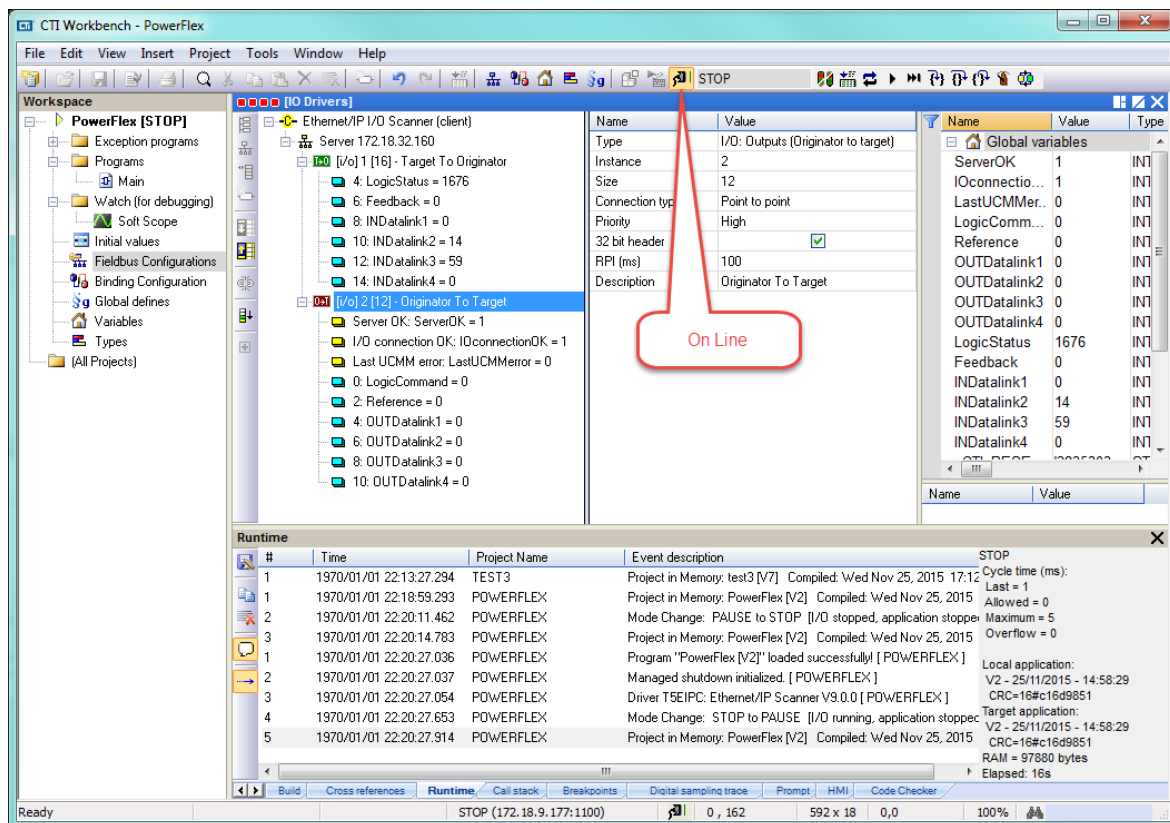 CTI Workbench - PowerFlex
File Edit View Insert Project Tools Window Help
STOP
Workspace
PowerFlex [STOP]
Exception programs
Programs
Main
Watch (for debugging)
Soft Scope
Initial values
Fieldbus Configurations
Binding Configuration
Global defines
Variables
Types
(All Projects)
[IO Drivers]
Ethernet/IP I/O Scanner (client)
Server 172.18.32.160
[i/o] 1 [16] - Target To Originator
4: LogicStatus = 1676
6: Feedback = 0
8: INDatalink1 = 0
10: INDatalink2 = 14
12: INDatalink3 = 59
14: INDatalink4 = 0
[i/o] 2 [12] - Originator To Target
Server OK: ServerOK = 1
I/O connection OK: IOconnectionOK = 1
Last UCMM error: LastUCMMerror = 0
0: LogicCommand = 0
2: Reference = 0
4: OUTDatalink1 = 0
6: OUTDatalink2 = 0
8: OUTDatalink3 = 0
10: OUTDatalink4 = 0
Name Value
Type I/O: Outputs (Originator to target)
Instance 2
Size 12
Connection typ Point to point
Priority High
32 bit header
RPI (ms) 100
Description Originator To Target
On Line
Name Value Type
Global variables
ServerOK 1 INT
IOconnectio... 1 INT
LastUCMMer.. 0 INT
LogicComm... 0 INT
Reference 0 INT
OUTDatalink1 0 INT
OUTDatalink2 0 INT
OUTDatalink3 0 INT
OUTDatalink4 0 INT
LogicStatus 1676 INT
Feedback 0 INT
INDatalink1 0 INT
INDatalink2 14 INT
INDatalink3 59 INT
INDatalink4 0 INT
Name Value
Runtime
# Time Project Name Event description
1 1970/01/01 22:13:27.294 TEST3 Project in Memory: test3 [V7] Compiled: Wed Nov 25, 2015 17:12
1 1970/01/01 22:18:59.293 POWERFLEX Project in Memory: PowerFlex [V2] Compiled: Wed Nov 25, 2015
2 1970/01/01 22:20:11.462 POWERFLEX Mode Change: PAUSE to STOP [I/O stopped, application stoppe
3 1970/01/01 22:20:14.783 POWERFLEX Project in Memory: PowerFlex [V2] Compiled: Wed Nov 25, 2015
1 1970/01/01 22:20:27.036 POWERFLEX Program "PowerFlex [V2]" loaded successfully! [ POWERFLEX ]
2 1970/01/01 22:20:27.037 POWERFLEX Managed shutdown initialized. [ POWERFLEX ]
3 1970/01/01 22:20:27.054 POWERFLEX Driver T5EIPC: Ethernet/IP Scanner V9.0.0 [ POWERFLEX ]
4 1970/01/01 22:20:27.653 POWERFLEX Mode Change: STOP to PAUSE [I/O running, application stopped
5 1970/01/01 22:20:27.914 POWERFLEX Project in Memory: PowerFlex [V2] Compiled: Wed Nov 25, 2015
STOP
Cycle time (ms):
Last = 1
Allowed = 0
Maximum = 5
Overflow = 0
Local application:
V2 - 25/11/2015 - 14:58:29
CRC=16#c16d9851
Target application:
V2 - 25/11/2015 - 14:58:29
CRC=16#c16d9851
RAM = 97880 bytes
Elapsed: 16s
Build Cross references Runtime Call stack Breakpoints Digital sampling trace Prompt HMI Code Checker
Ready STOP (172.18.9.177:1100) 0 , 162 592 x 18 0,0 100%